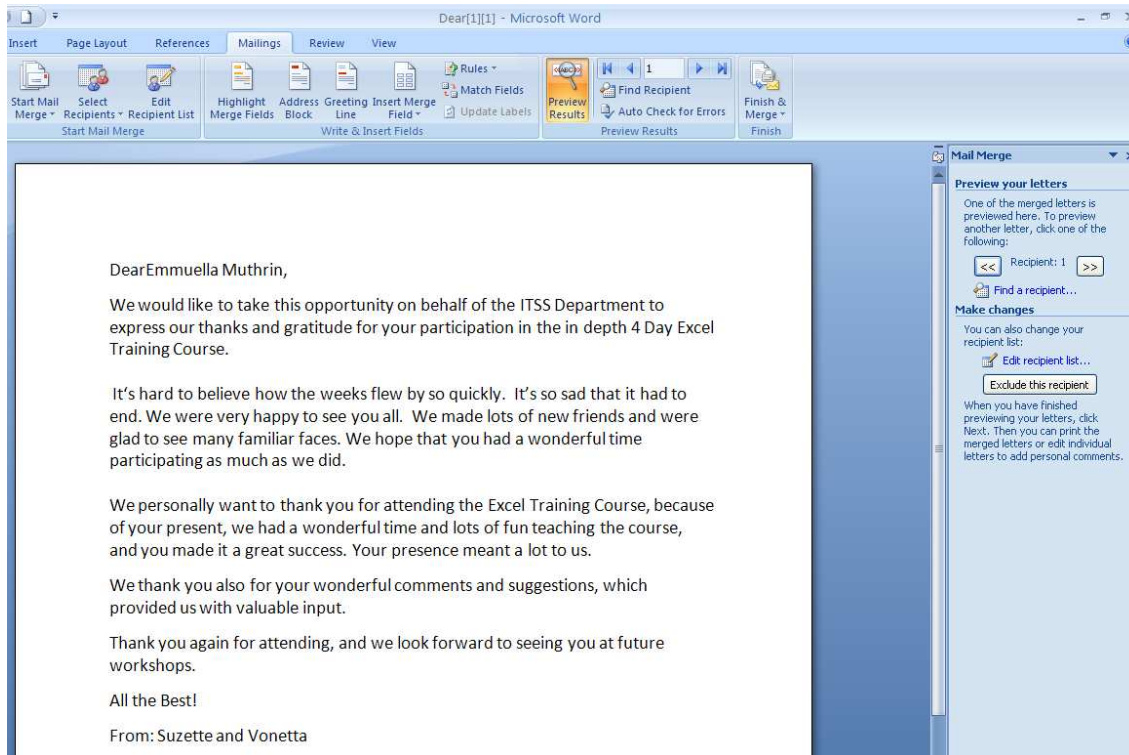 Dear[1][1] - Microsoft Word
Insert Page Layout References Mailings Review View
Start Mail Merge Select Recipients Edit Recipient List
Start Mail Merge
Highlight Merge Fields Address Block Greeting Line Insert Merge Field
Rules
Match Fields
Update Labels
Write & Insert Fields
«ABC»
Preview Results
1
Find Recipient
Auto Check for Errors
Preview Results
Finish & Merge
Finish
DearEmmuella Muthrin,
We would like to take this opportunity on behalf of the ITSS Department to
express our thanks and gratitude for your participation in the in depth 4 Day Excel
Training Course.
It's hard to believe how the weeks flew by so quickly.  It's so sad that it had to
end. We were very happy to see you all.  We made lots of new friends and were
glad to see many familiar faces. We hope that you had a wonderful time
participating as much as we did.
We personally want to thank you for attending the Excel Training Course, because
of your present, we had a wonderful time and lots of fun teaching the course,
and you made it a great success. Your presence meant a lot to us.
We thank you also for your wonderful comments and suggestions, which
provided us with valuable input.
Thank you again for attending, and we look forward to seeing you at future
workshops.
All the Best!
From: Suzette and Vonetta
Mail Merge
Preview your letters
One of the merged letters is
previewed here. To preview
another letter, click one of the
following:
<< Recipient: 1 >>
Find a recipient...
Make changes
You can also change your
recipient list:
Edit recipient list...
Exclude this recipient
When you have finished
previewing your letters, click
Next. Then you can print the
merged letters or edit individual
letters to add personal comments.